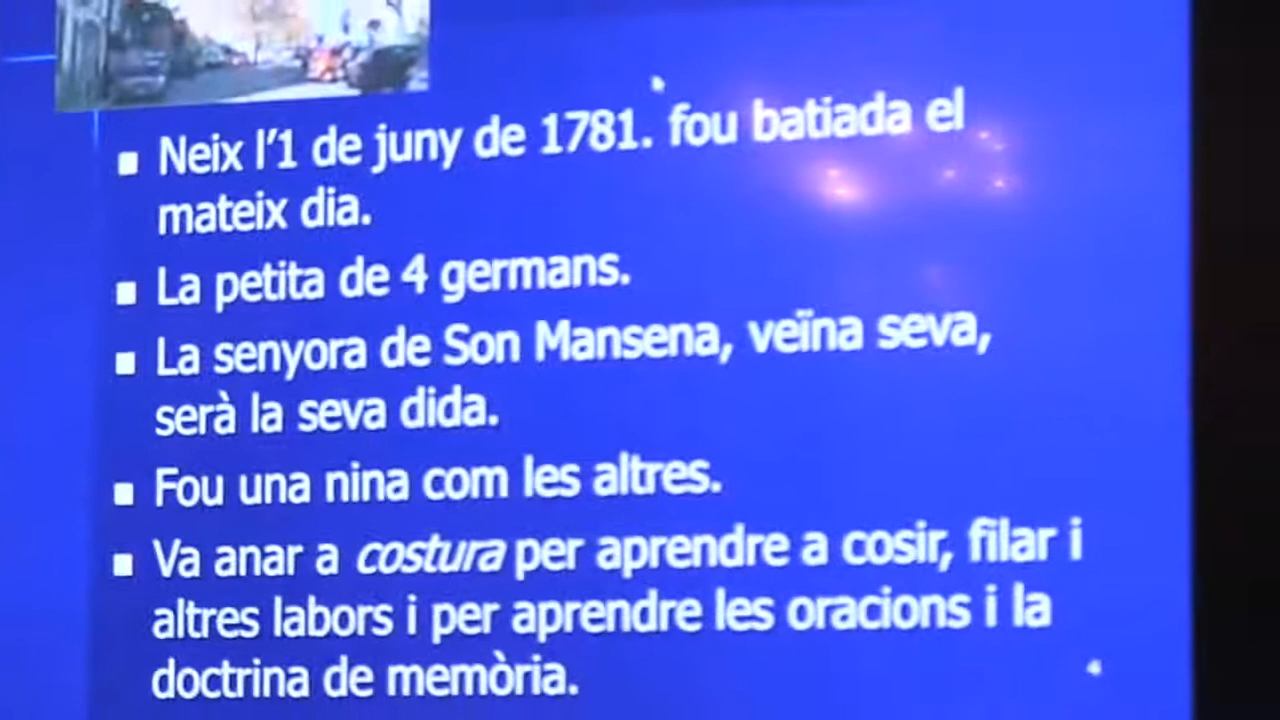 ▪ Neix l'1 de juny de 1781. fou batiada el
mateix dia.
▪ La petita de 4 germans.
▪ La senyora de Son Mansena, veïna seva,
serà la seva dida.
▪ Fou una nina com les altres.
▪ Va anar a costura per aprendre a cosir, filar i
altres labors i per aprendre les oracions i la
doctrina de memòria.
4